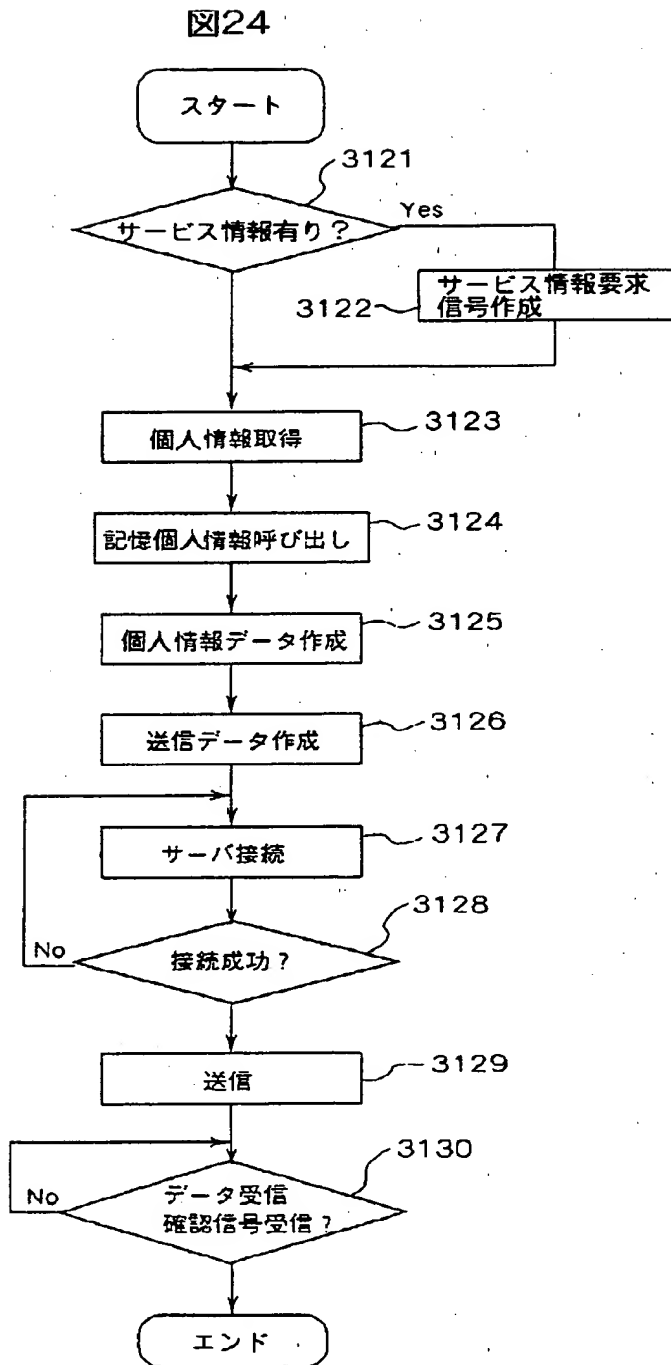 図24
スタート
3121
サービス情報有り?
Yes
サービス情報要求
信号作成
3122
個人情報取得
3123
記憶個人情報呼び出し
3124
個人情報データ作成
3125
送信データ作成
3126
サーバ接続
3127
3128
No
接続成功?
送信
3129
3130
No
データ受信
確認信号受信?
エンド